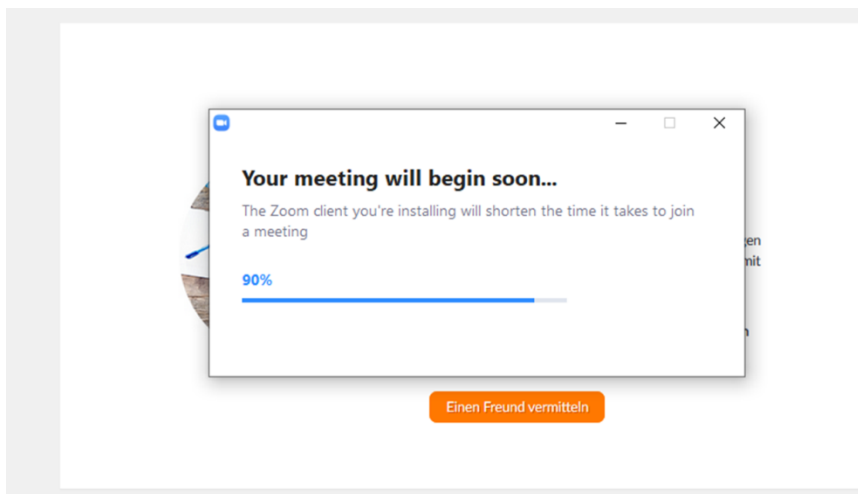 Your meeting will begin soon...
The Zoom client you're installing will shorten the time it takes to join
a meeting
90%
Einen Freund vermitteln